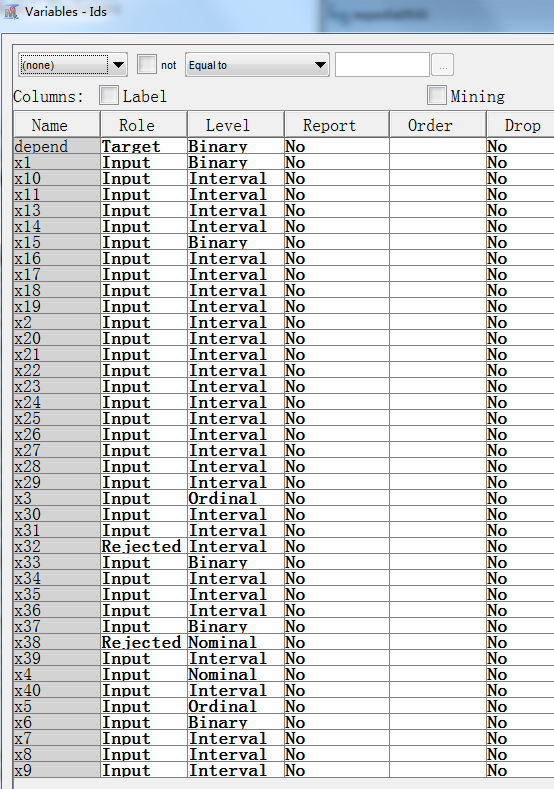 Variables - Ids
(none) not Equal to ...
Columns: Label Mining
Name Role Level Report Order Drop
depend Target Binary No No
x1 Input Binary No No
x10 Input Interval No No
x11 Input Interval No No
x13 Input Interval No No
x14 Input Interval No No
x15 Input Binary No No
x16 Input Interval No No
x17 Input Interval No No
x18 Input Interval No No
x19 Input Interval No No
x2 Input Interval No No
x20 Input Interval No No
x21 Input Interval No No
x22 Input Interval No No
x23 Input Interval No No
x24 Input Interval No No
x25 Input Interval No No
x26 Input Interval No No
x27 Input Interval No No
x28 Input Interval No No
x29 Input Interval No No
x3 Input Ordinal No No
x30 Input Interval No No
x31 Input Interval No No
x32 Rejected Interval No No
x33 Input Binary No No
x34 Input Interval No No
x35 Input Interval No No
x36 Input Interval No No
x37 Input Binary No No
x38 Rejected Nominal No No
x39 Input Interval No No
x4 Input Nominal No No
x40 Input Interval No No
x5 Input Ordinal No No
x6 Input Binary No No
x7 Input Interval No No
x8 Input Interval No No
x9 Input Interval No No